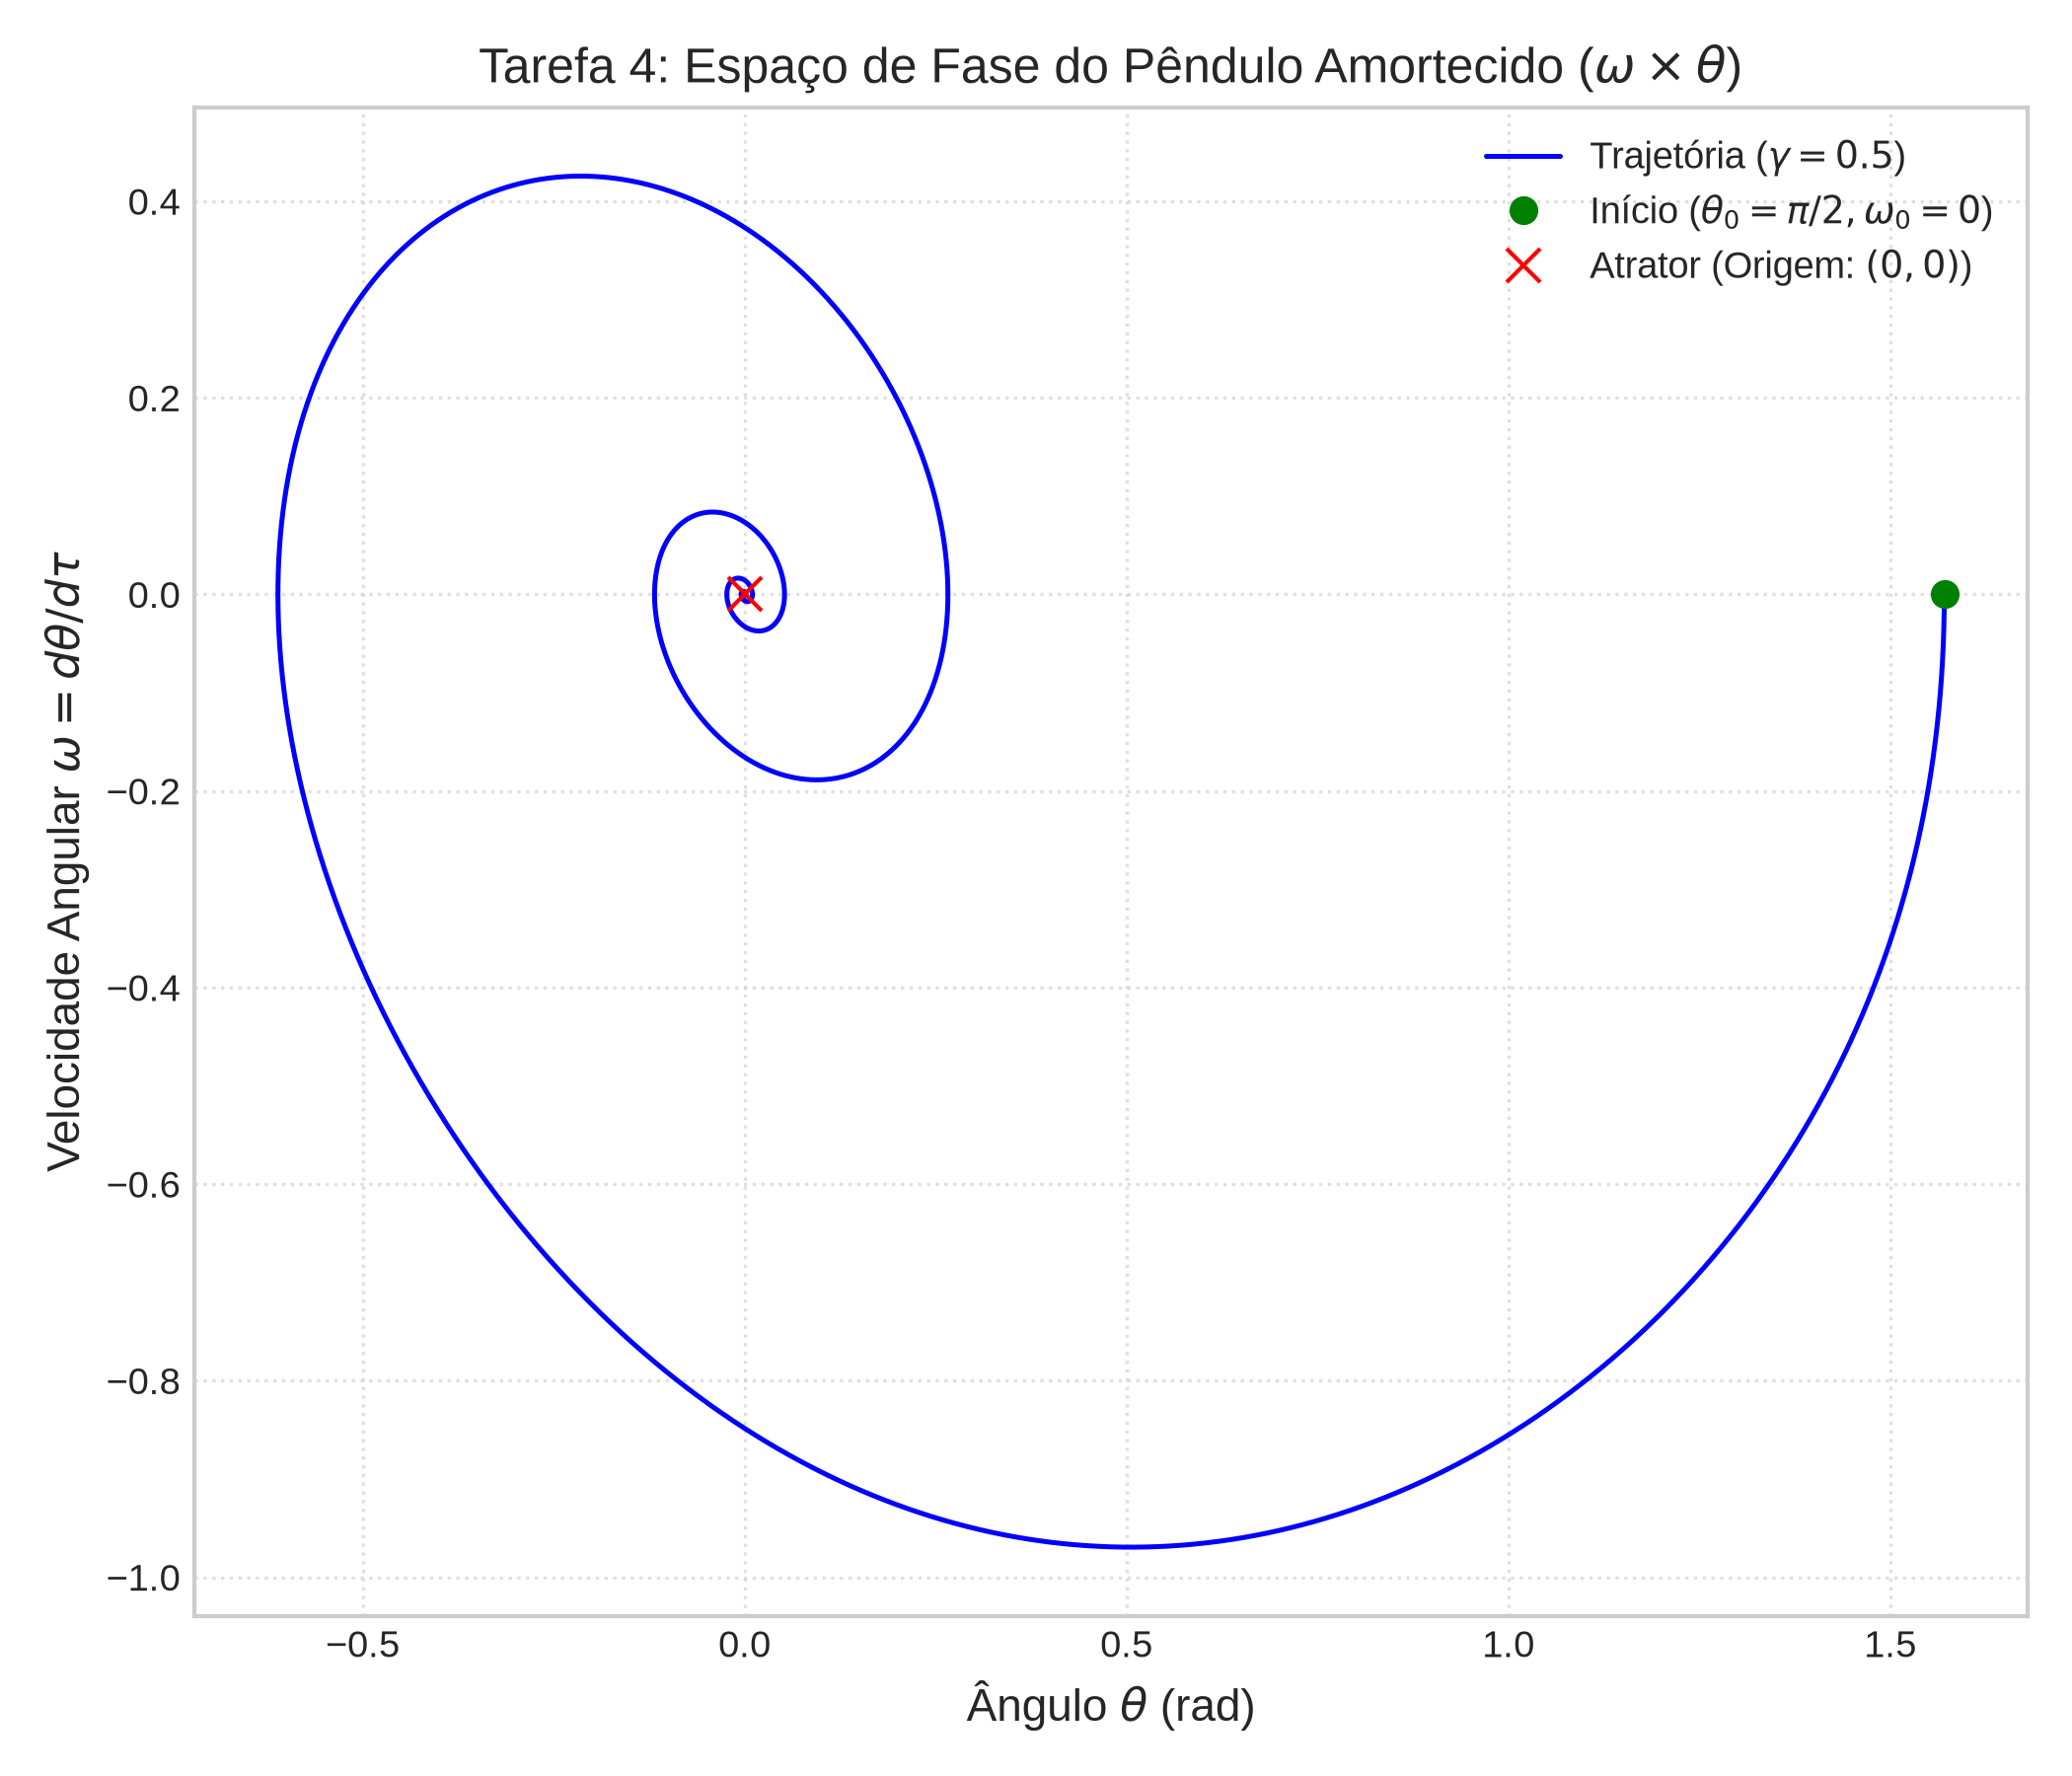 Tarefa 4: Espaço de Fase do Pêndulo Amortecido (ω × θ)
Trajetória (γ = 0.5)
Início (θ₀ = π/2, ω₀ = 0)
Atrator (Origem: (0, 0))
Velocidade Angular ω = dθ/dτ
0.4
0.2
0.0
−0.2
−0.4
−0.6
−0.8
−1.0
−0.5
0.0
0.5
1.0
1.5
Ângulo θ (rad)